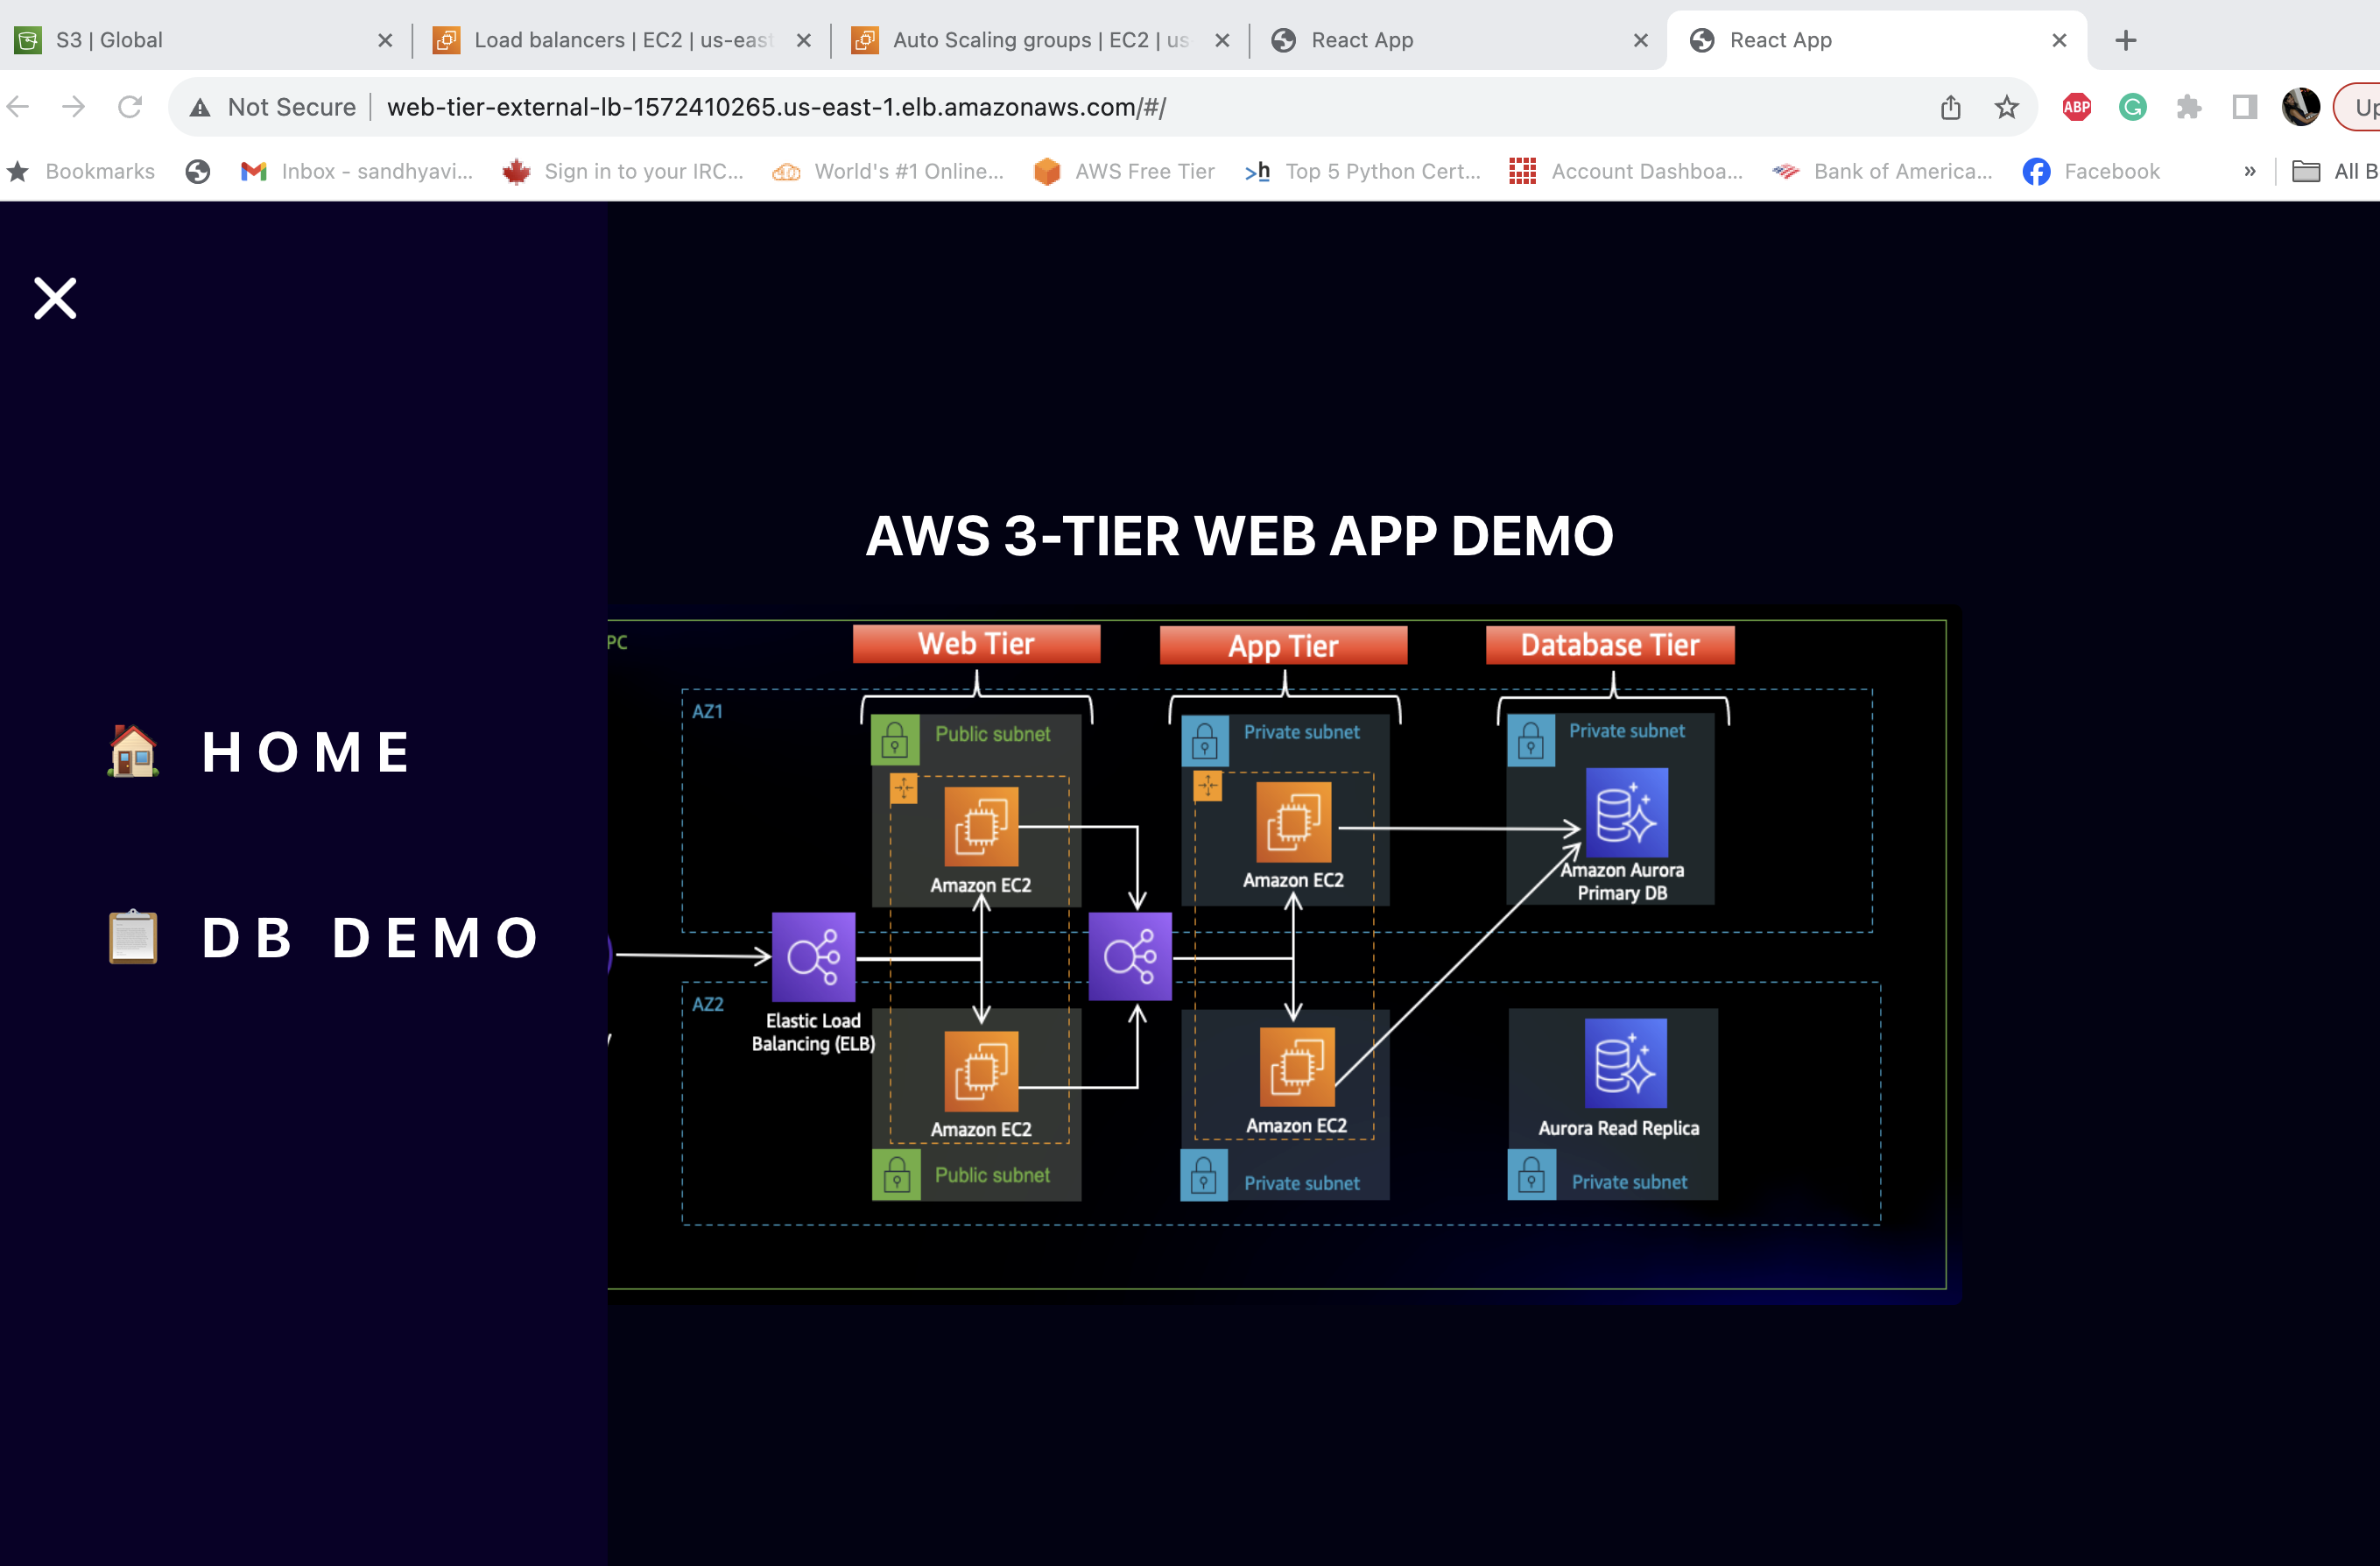 S3 | Global
Load balancers | EC2 | us-east
Auto Scaling groups | EC2 | us-
React App
React App
Not Secure
web-tier-external-lb-1572410265.us-east-1.elb.amazonaws.com/#/
ABP
G
Up
Bookmarks
Inbox - sandhyavi...
Sign in to your IRC...
World's #1 Online...
AWS Free Tier
>h
Top 5 Python Cert...
Account Dashboa...
Bank of America...
Facebook
»
All B
HOME
DB DEMO
AWS 3-TIER WEB APP DEMO
PC
Web Tier
App Tier
Database Tier
AZ1
Public subnet
Private subnet
Private subnet
Amazon EC2
Amazon EC2
Amazon Aurora
Primary DB
AZ2
Elastic Load
Balancing (ELB)
Amazon EC2
Amazon EC2
Aurora Read Replica
Public subnet
Private subnet
Private subnet